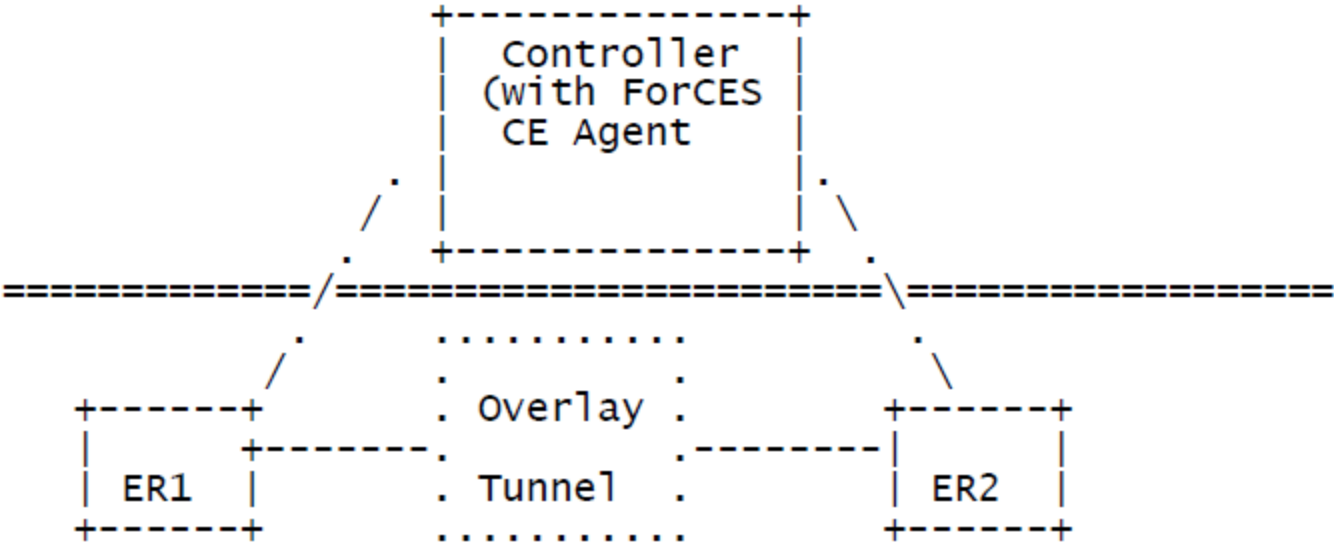 Controller
(with ForCES
CE Agent
Overlay
Tunnel
ER1
ER2